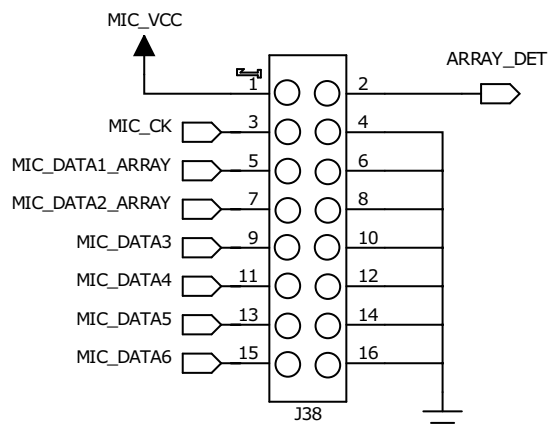 MIC_VCC
ARRAY_DET
1 2
MIC_CK 3 4
MIC_DATA1_ARRAY 5 6
MIC_DATA2_ARRAY 7 8
MIC_DATA3 9 10
MIC_DATA4 11 12
MIC_DATA5 13 14
MIC_DATA6 15 16
J38